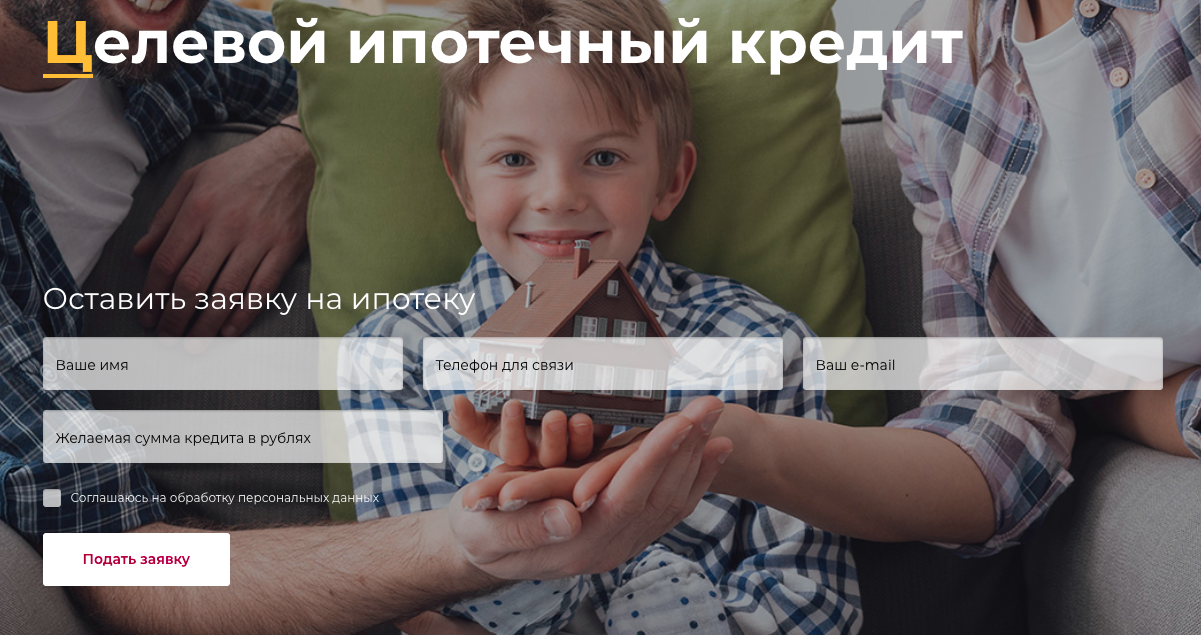 Целевой ипотечный кредит
Оставить заявку на ипотеку
Ваше имя
Телефон для связи
Ваш e-mail
Желаемая сумма кредита в рублях
Соглашаюсь на обработку персональных данных
Подать заявку